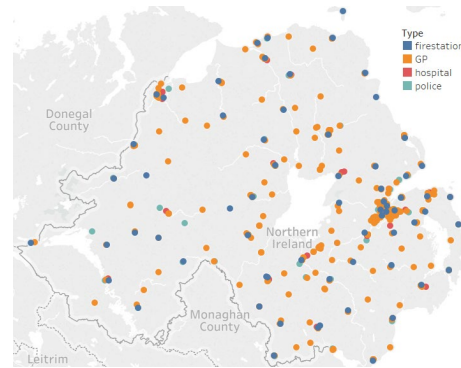 Type
firestation
GP
hospital
police
Donegal
County
Northern
Ireland
Monaghan
County
Leitrim